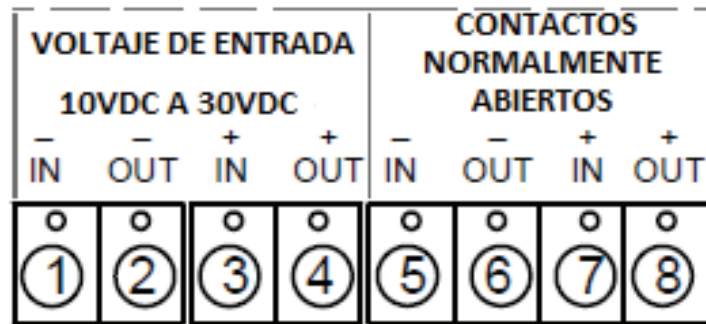 VOLTAJE DE ENTRADA
10VDC A 30VDC
CONTACTOS
NORMALMENTE
ABIERTOS
– – + + – – + +
IN OUT IN OUT IN OUT IN OUT
1 2 3 4 5 6 7 8